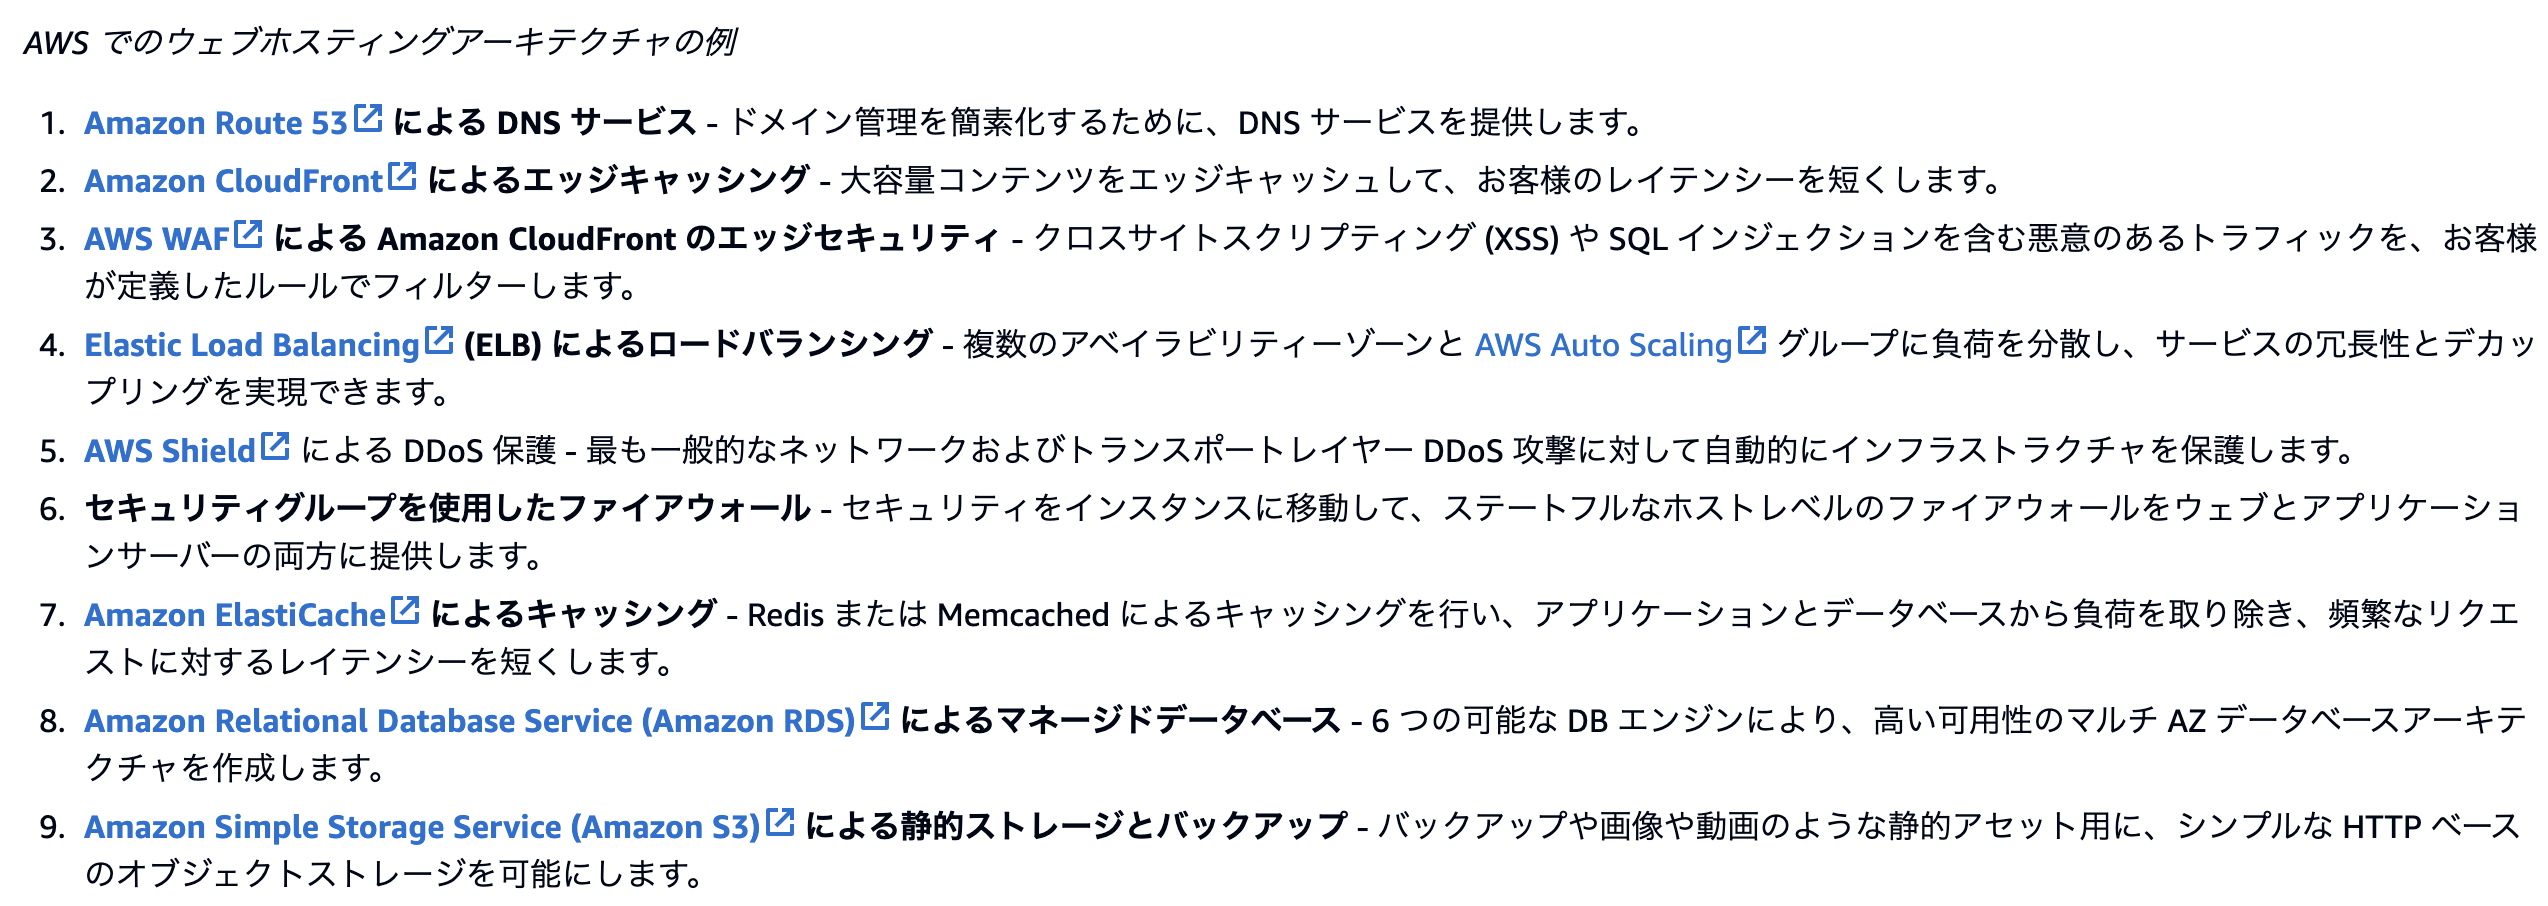 AWS でのウェブホスティングアーキテクチャの例
1. Amazon Route 53 による DNS サービス - ドメイン管理を簡素化するために、DNS サービスを提供します。
2. Amazon CloudFront によるエッジキャッシング - 大容量コンテンツをエッジキャッシュして、お客様のレイテンシーを短くします。
3. AWS WAF による Amazon CloudFront のエッジセキュリティ - クロスサイトスクリプティング (XSS) や SQL インジェクションを含む悪意のあるトラフィックを、お客様
が定義したルールでフィルターします。
4. Elastic Load Balancing (ELB) によるロードバランシング - 複数のアベイラビリティーゾーンと AWS Auto Scaling グループに負荷を分散し、サービスの冗長性とデカッ
プリングを実現できます。
5. AWS Shield による DDoS 保護 - 最も一般的なネットワークおよびトランスポートレイヤー DDoS 攻撃に対して自動的にインフラストラクチャを保護します。
6. セキュリティグループを使用したファイアウォール - セキュリティをインスタンスに移動して、ステートフルなホストレベルのファイアウォールをウェブとアプリケーショ
ンサーバーの両方に提供します。
7. Amazon ElastiCache によるキャッシング - Redis または Memcached によるキャッシングを行い、アプリケーションとデータベースから負荷を取り除き、頻繁なリクエ
ストに対するレイテンシーを短くします。
8. Amazon Relational Database Service (Amazon RDS) によるマネージドデータベース - 6 つの可能な DB エンジンにより、高い可用性のマルチ AZ データベースアーキテ
クチャを作成します。
9. Amazon Simple Storage Service (Amazon S3) による静的ストレージとバックアップ - バックアップや画像や動画のような静的アセット用に、シンプルな HTTP ベース
のオブジェクトストレージを可能にします。